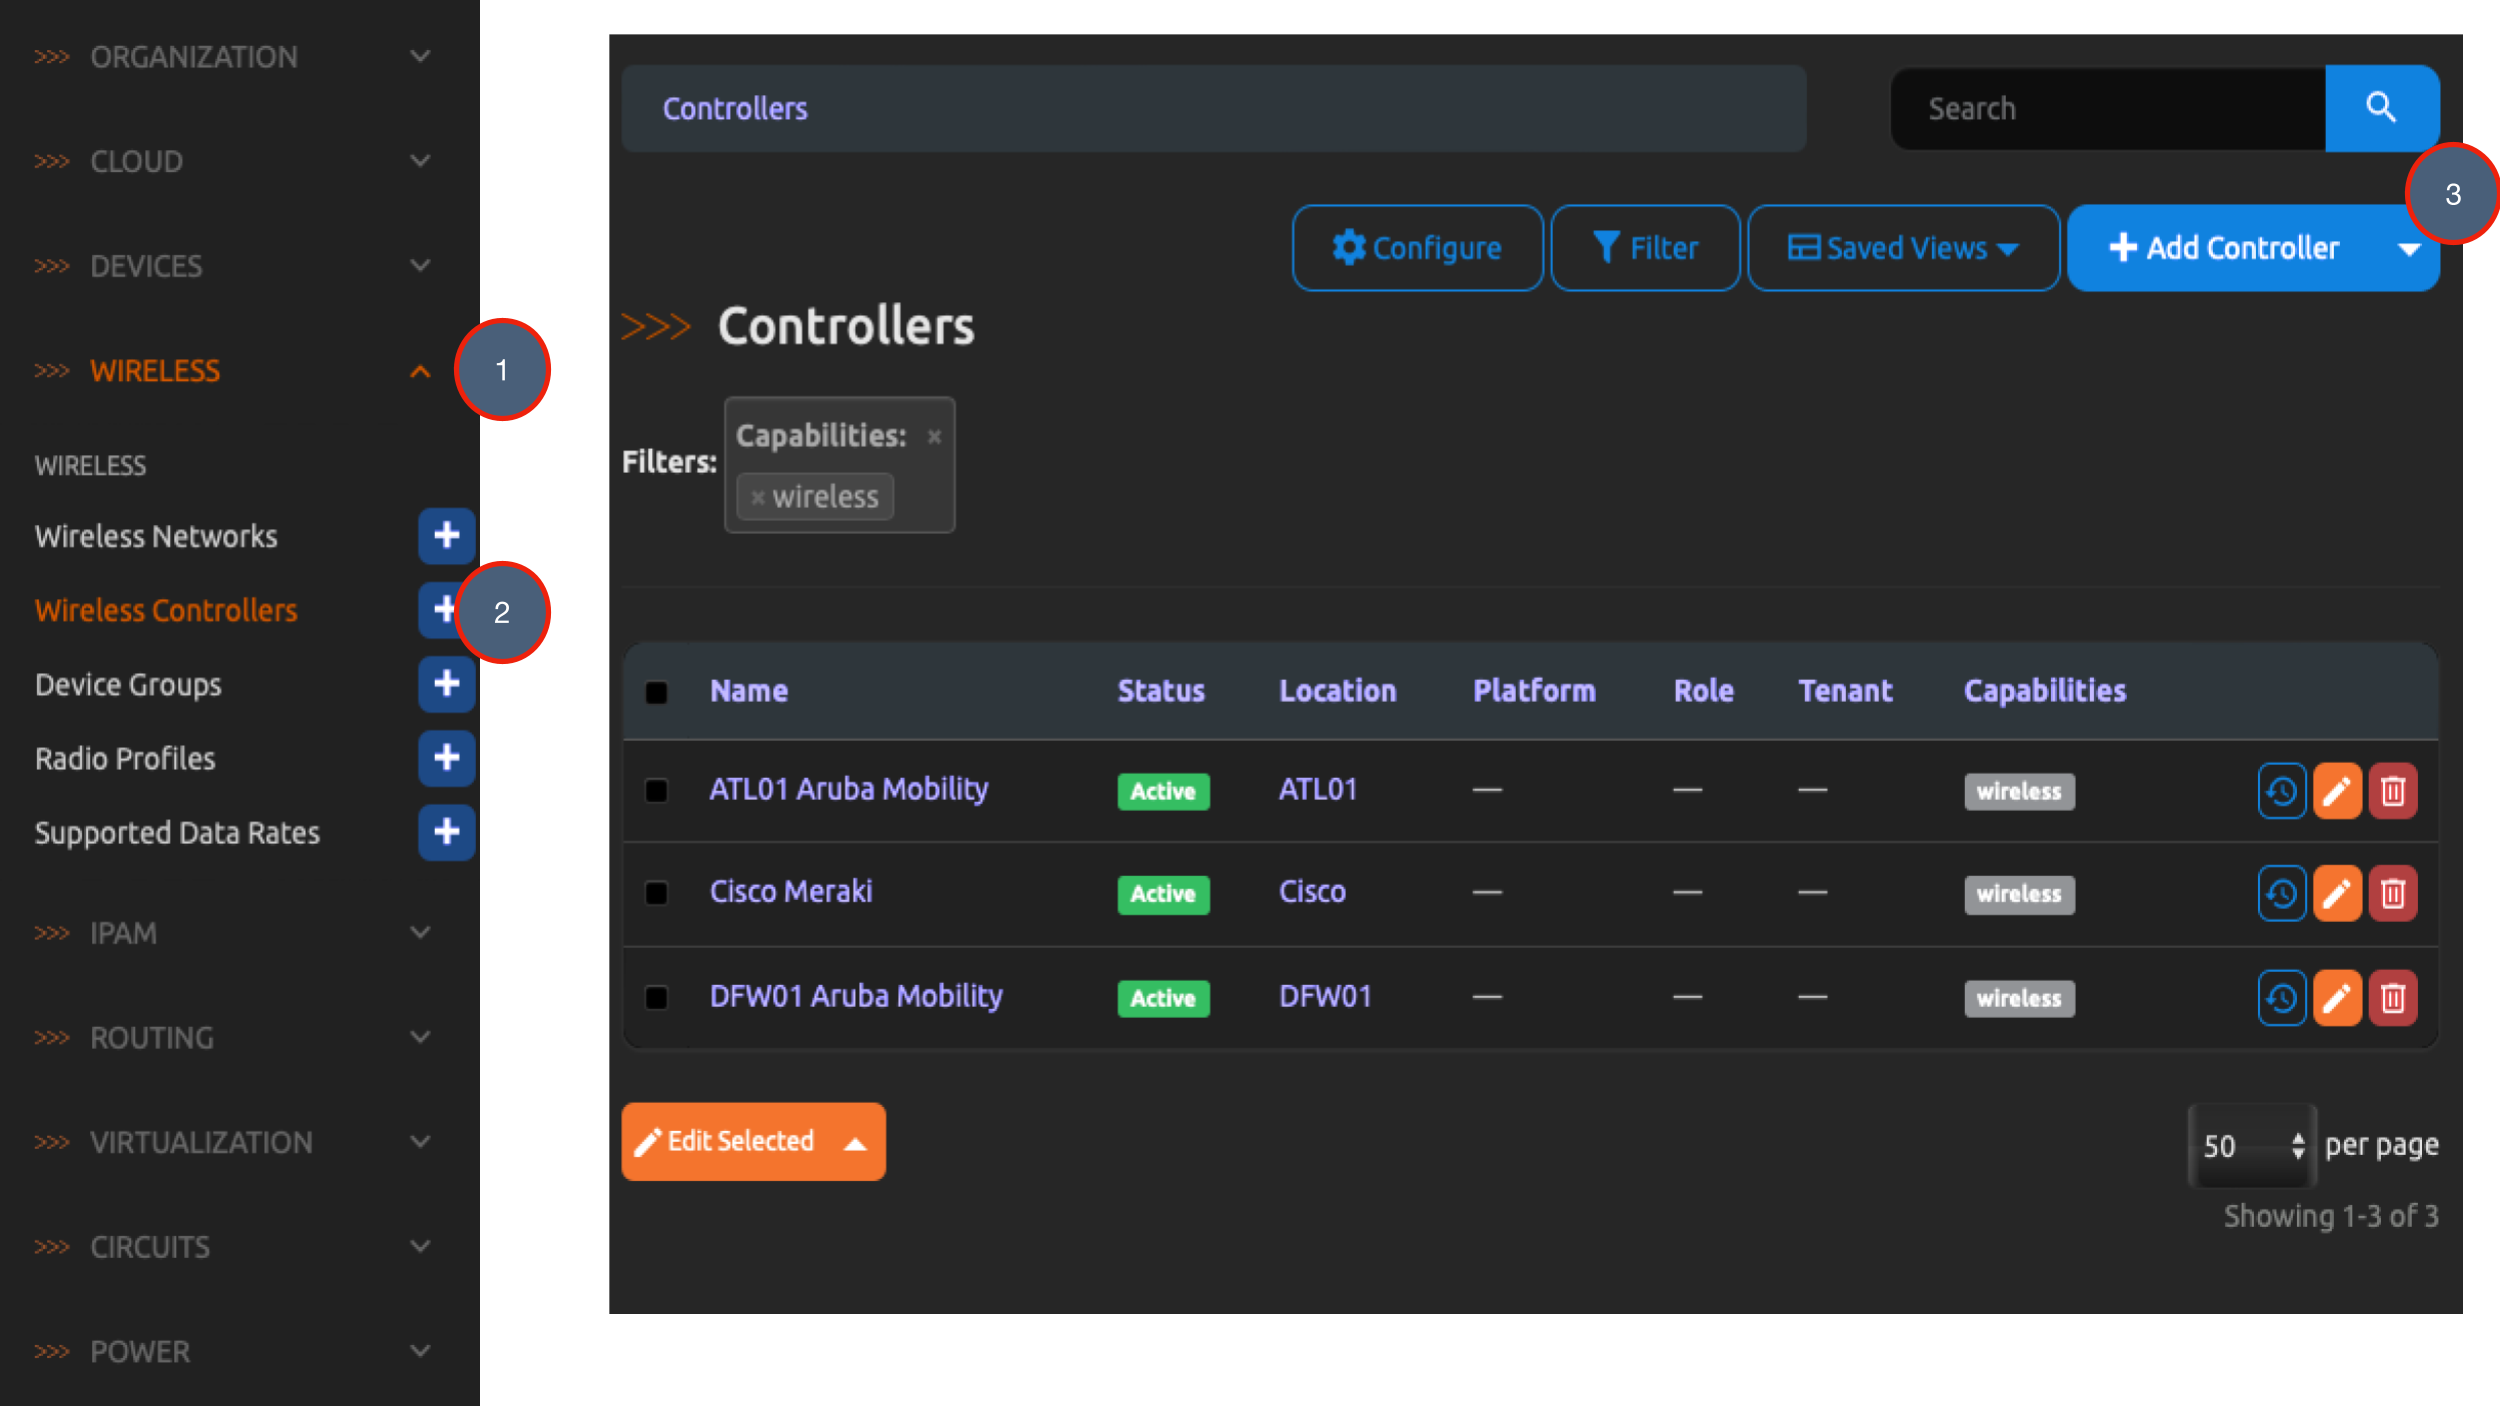 >>> ORGANIZATION
>>> CLOUD
>>> DEVICES
>>> WIRELESS
1
WIRELESS
Wireless Networks
Wireless Controllers
2
Device Groups
Radio Profiles
Supported Data Rates
>>> IPAM
>>> ROUTING
>>> VIRTUALIZATION
>>> CIRCUITS
>>> POWER
Controllers
Search
3
Configure
Filter
Saved Views
Add Controller
>>> Controllers
Filters:
Capabilities: ×
× wireless
Name Status Location Platform Role Tenant Capabilities
ATL01 Aruba Mobility Active ATL01 — — — wireless
Cisco Meraki Active Cisco — — — wireless
DFW01 Aruba Mobility Active DFW01 — — — wireless
Edit Selected
50 per page
Showing 1-3 of 3